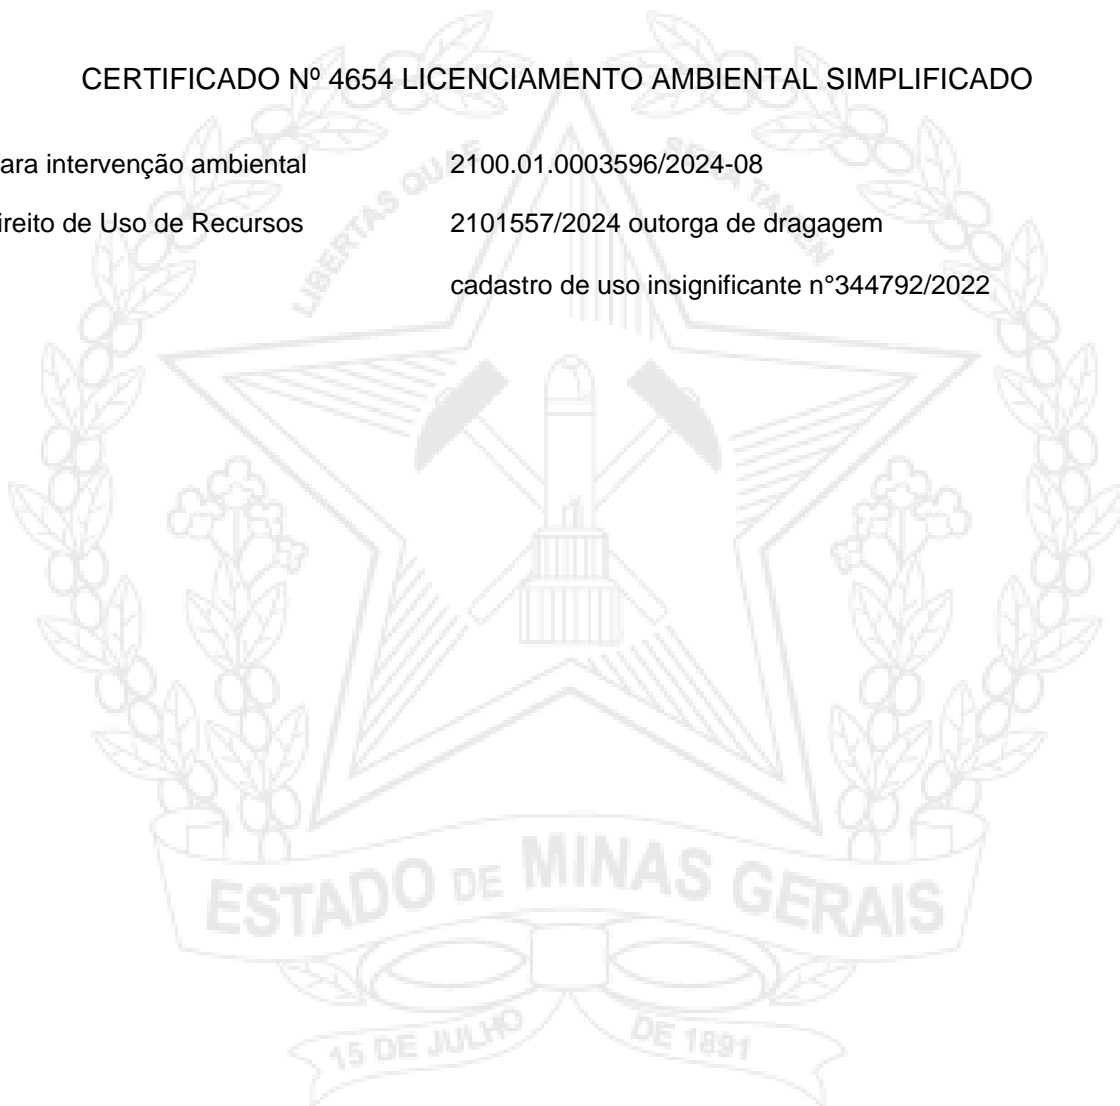 CERTIFICADO Nº 4654 LICENCIAMENTO AMBIENTAL SIMPLIFICADO
ara intervenção ambiental 2100.01.0003596/2024-08
ireito de Uso de Recursos 2101557/2024 outorga de dragagem
cadastro de uso insignificante n°344792/2022
LIBERTAS QUÆ SERA TAMEN
ESTADO DE MINAS GERAIS
15 DE JULHO DE 1891